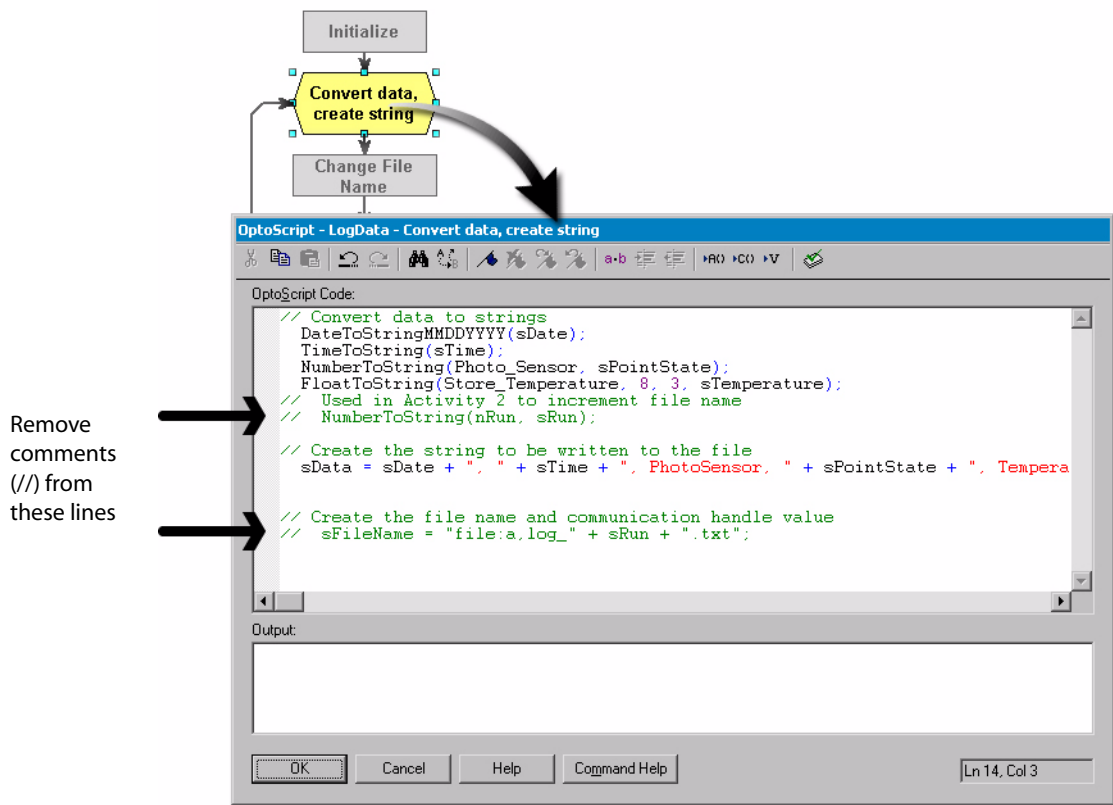 Initialize
Convert data,
create string
Change File
Name
OptoScript - LogData - Convert data, create string
a•b
A() C() V
OptoScript Code:
// Convert data to strings
DateToStringMMDDYYYY(sDate);
TimeToString(sTime);
NumberToString(Photo_Sensor, sPointState);
FloatToString(Store_Temperature, 8, 3, sTemperature);
//  Used in Activity 2 to increment file name
//  NumberToString(nRun, sRun);
// Create the string to be written to the file
sData = sDate + ", " + sTime + ", PhotoSensor, " + sPointState + ", Tempera
// Create the file name and communication handle value
//  sFileName = "file:a,log_" + sRun + ".txt";
Remove
comments
(//) from
these lines
Output:
OK Cancel Help Command Help Ln 14, Col 3